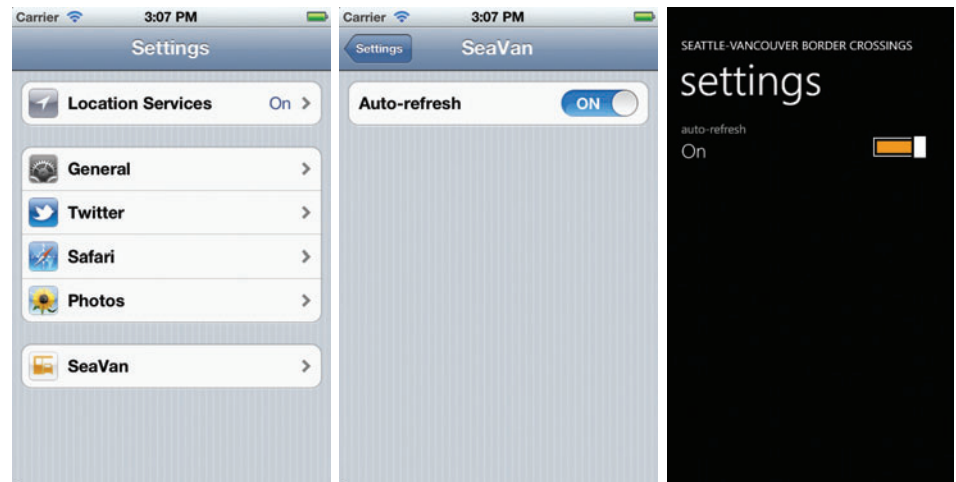 Carrier 3:07 PM
Settings
Location Services On
General
Twitter
Safari
Photos
SeaVan
Carrier 3:07 PM
Settings SeaVan
Auto-refresh ON
SEATTLE-VANCOUVER BORDER CROSSINGS
settings
auto-refresh
On